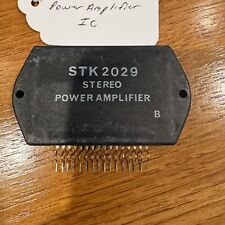 Power Amplifier
IC
STK2029
STEREO
POWER AMPLIFIER
B